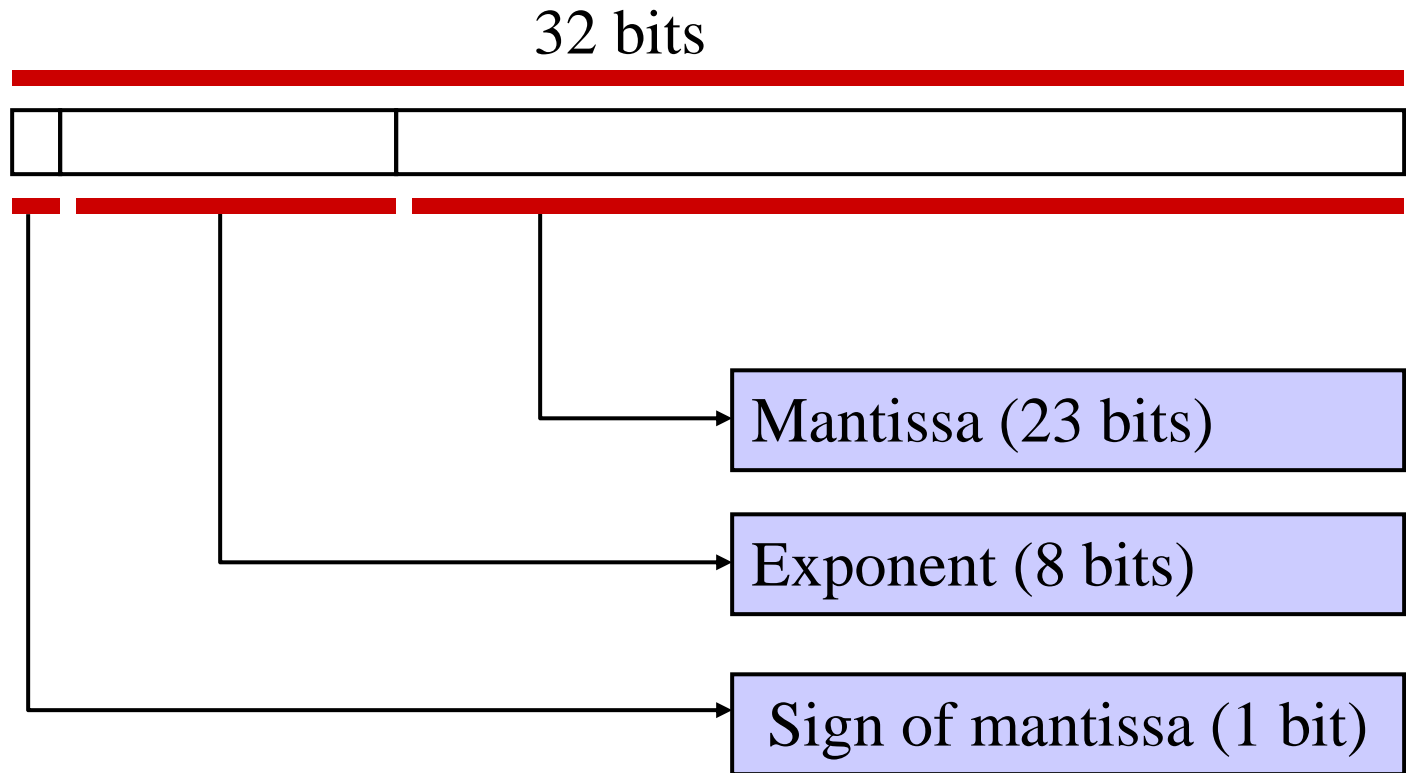 32 bits
Mantissa (23 bits)
Exponent (8 bits)
Sign of mantissa (1 bit)